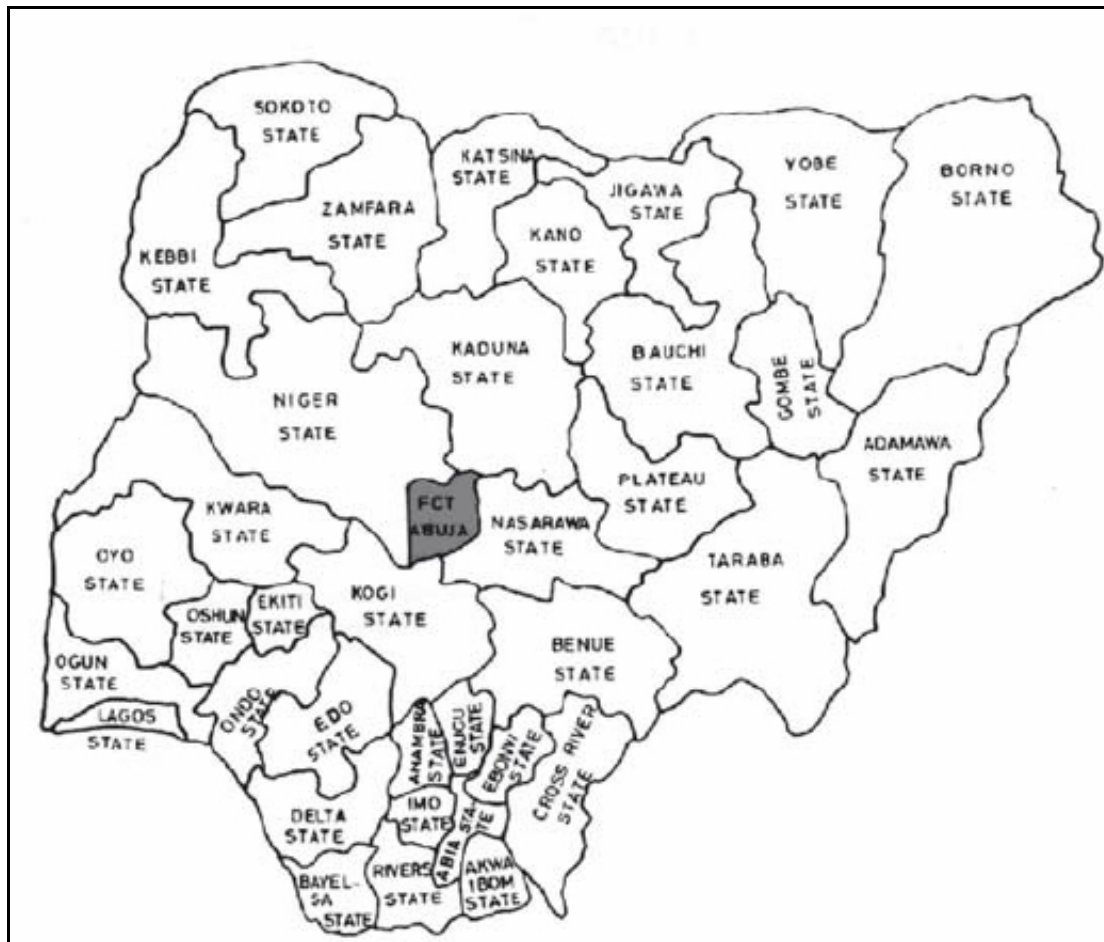 SOKOTO
STATE
KATSINA
STATE
YOBE
STATE
BORNO
STATE
JIGAWA
STATE
ZAMFARA
STATE
KANO
STATE
KEBBI
STATE
KADUNA
STATE
BAUCHI
STATE
GOMBE
STATE
NIGER
STATE
ADAMAWA
STATE
PLATEAU
STATE
FCT
ABUJA
NASARAWA
STATE
KWARA
STATE
OYO
STATE
TARABA
STATE
KOGI
STATE
EKITI
STATE
OSHUN
STATE
BENUE
STATE
OGUN
STATE
LAGOS
STATE
ONDO
STATE
EDO
STATE
ANAMBRA
STATE
ENUGU
STATE
EBONYI
STATE
CROSS RIVER
STATE
IMO
STATE
ABIA STA-
TE
DELTA
STATE
BAYEL-
SA
STATE
RIVERS
STATE
AKWA
IBOM
STATE